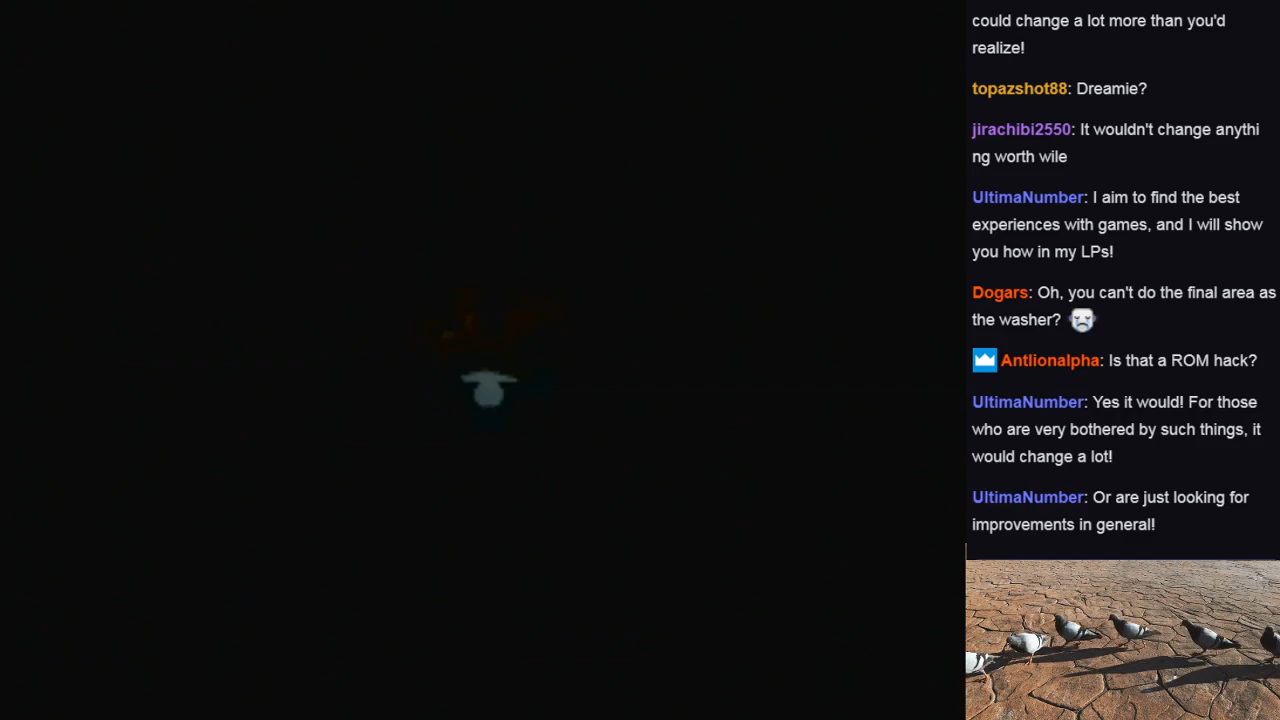 could change a lot more than you'd
realize!
topazshot88: Dreamie?
jirachibi2550: It wouldn't change anythi
ng worth wile
UltimaNumber: I aim to find the best
experiences with games, and I will show
you how in my LPs!
Dogars: Oh, you can't do the final area as
the washer?
Antlionalpha: Is that a ROM hack?
UltimaNumber: Yes it would! For those
who are very bothered by such things, it
would change a lot!
UltimaNumber: Or are just looking for
improvements in general!